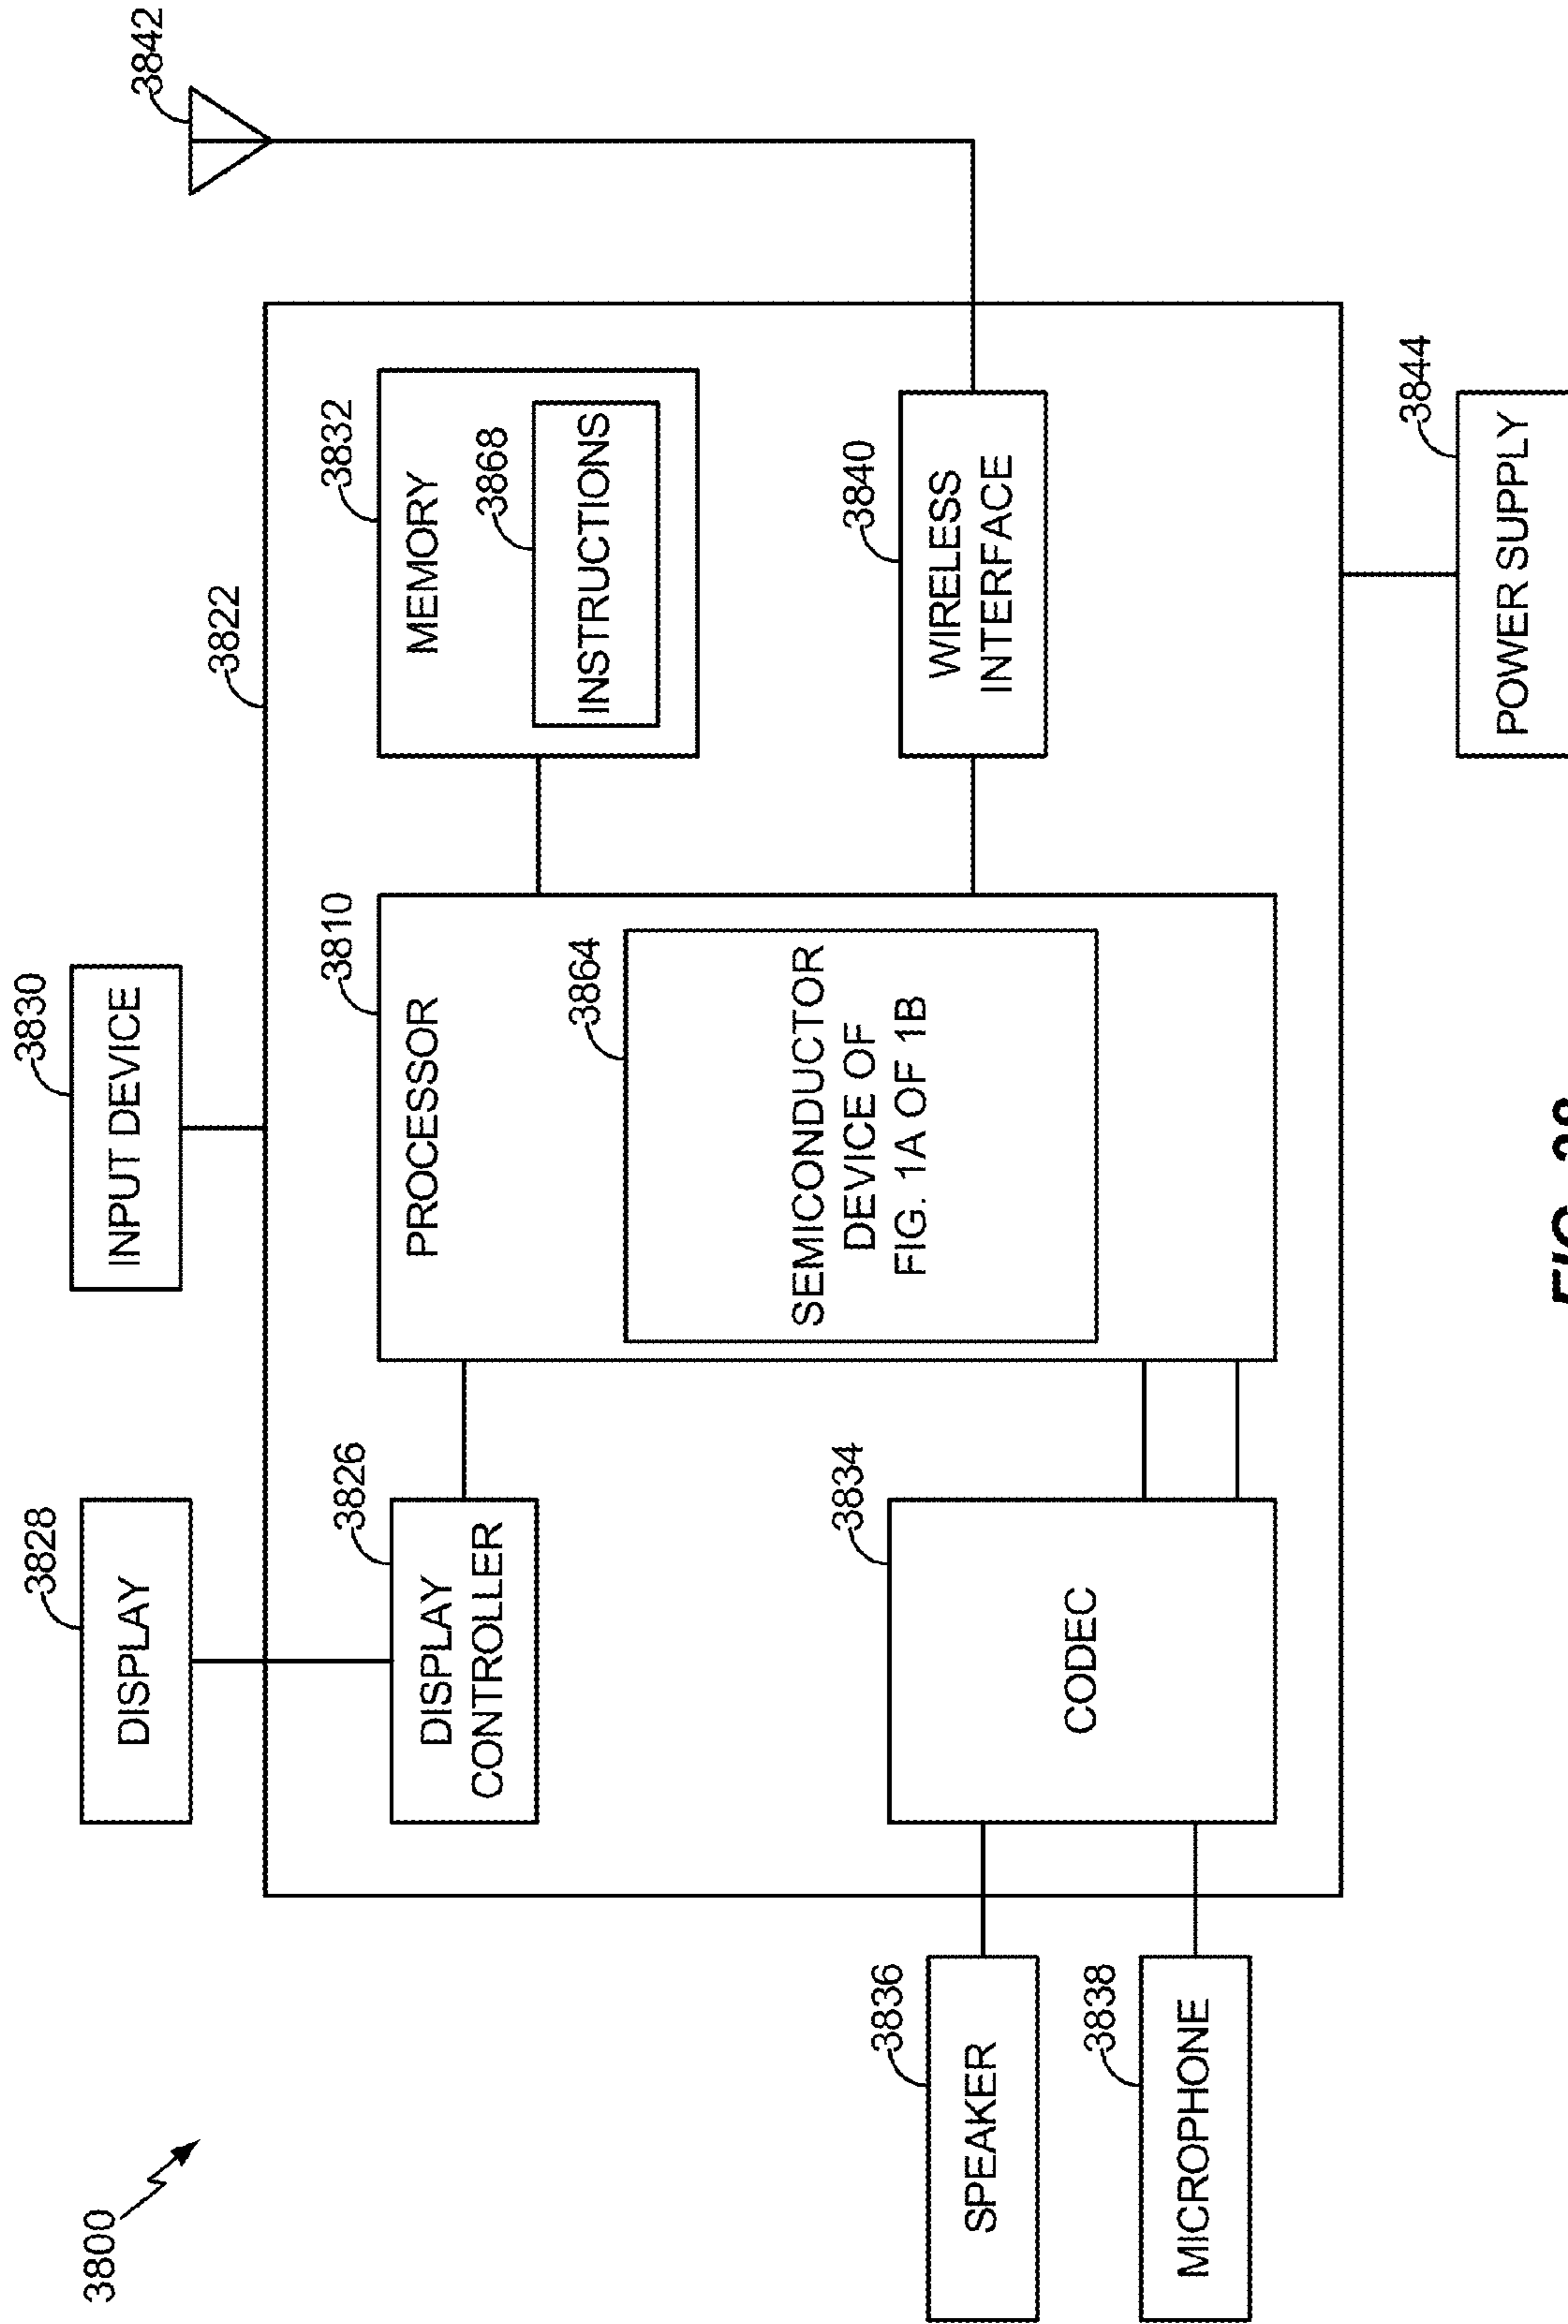 3800
3842
3830
INPUT DEVICE
3828
DISPLAY
3822
3826
DISPLAY
CONTROLLER
3810
PROCESSOR
3864
SEMICONDUCTOR
DEVICE OF
FIG. 1A OF 1B
3832
MEMORY
3868
INSTRUCTIONS
3834
CODEC
3840
WIRELESS
INTERFACE
3836
SPEAKER
3838
MICROPHONE
3844
POWER SUPPLY
FIG.